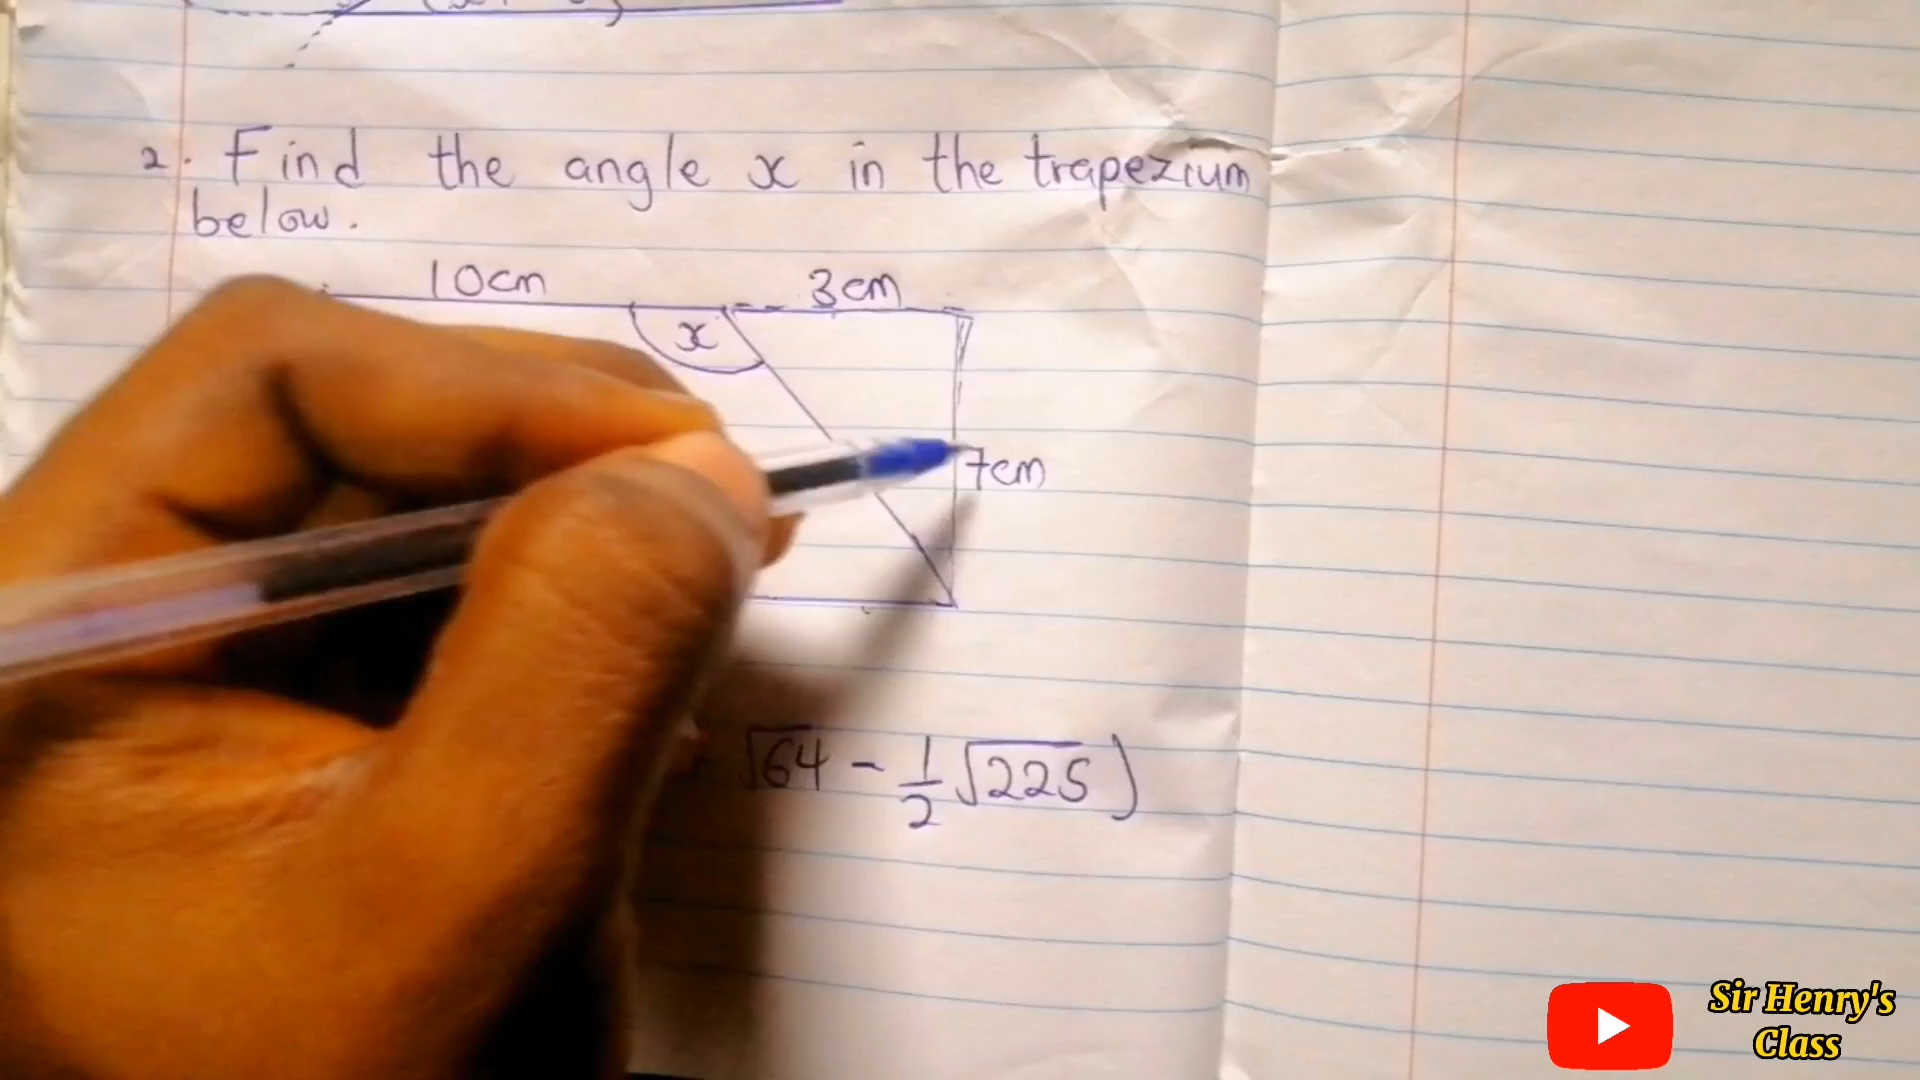 2. Find the angle x in the trapezium
below.
10cm 3cm
x
7cm
√64 - 1/2 √225 )
Sir Henry's
Class